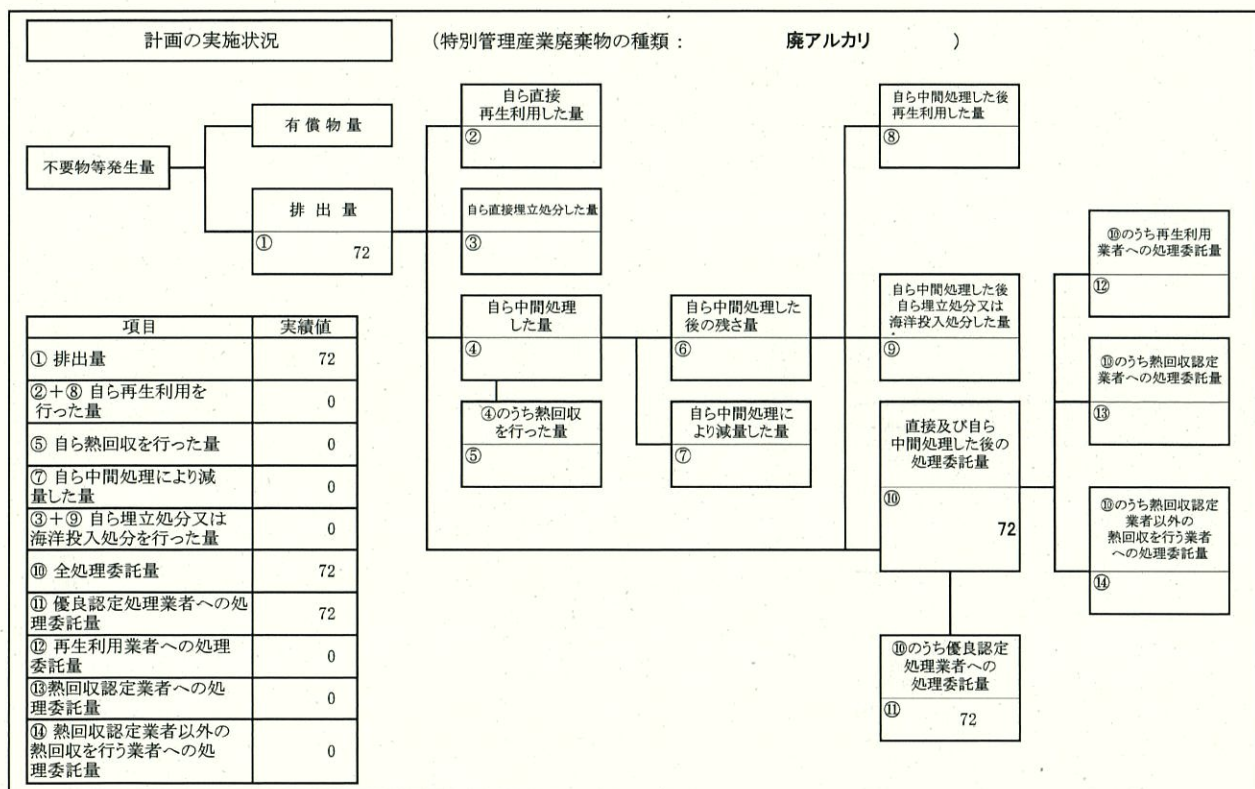 計画の実施状況
(特別管理産業廃棄物の種類： 廃アルカリ )
不要物等発生量
有 償 物 量
排 出 量
①
72
自ら直接
再生利用した量
②
自ら直接埋立処分した量
③
自ら中間処理
した量
④
④のうち熱回収
を行った量
⑤
自ら中間処理した
後の残さ量
⑥
自ら中間処理に
より減量した量
⑦
自ら中間処理した後
再生利用した量
⑧
自ら中間処理した後
自ら埋立処分又は
海洋投入処分した量
⑨
直接及び自ら
中間処理した後の
処理委託量
⑩
72
⑩のうち優良認定
処理業者への
処理委託量
⑪ 72
⑩のうち再生利用
業者への処理委託量
⑫
⑩のうち熱回収認定
業者への処理委託量
⑬
⑩のうち熱回収認定
業者以外の
熱回収を行う業者
への処理委託量
⑭
項目 実績値
① 排出量 72
②＋⑧ 自ら再生利用を
行った量 0
⑤ 自ら熱回収を行った量 0
⑦ 自ら中間処理により減
量した量 0
③＋⑨ 自ら埋立処分又は
海洋投入処分を行った量 0
⑩ 全処理委託量 72
⑪ 優良認定処理業者への処
理委託量 72
⑫ 再生利用業者への処理
委託量 0
⑬熱回収認定業者への処
理委託量 0
⑭ 熱回収認定業者以外の
熱回収を行う業者への処
理委託量 0